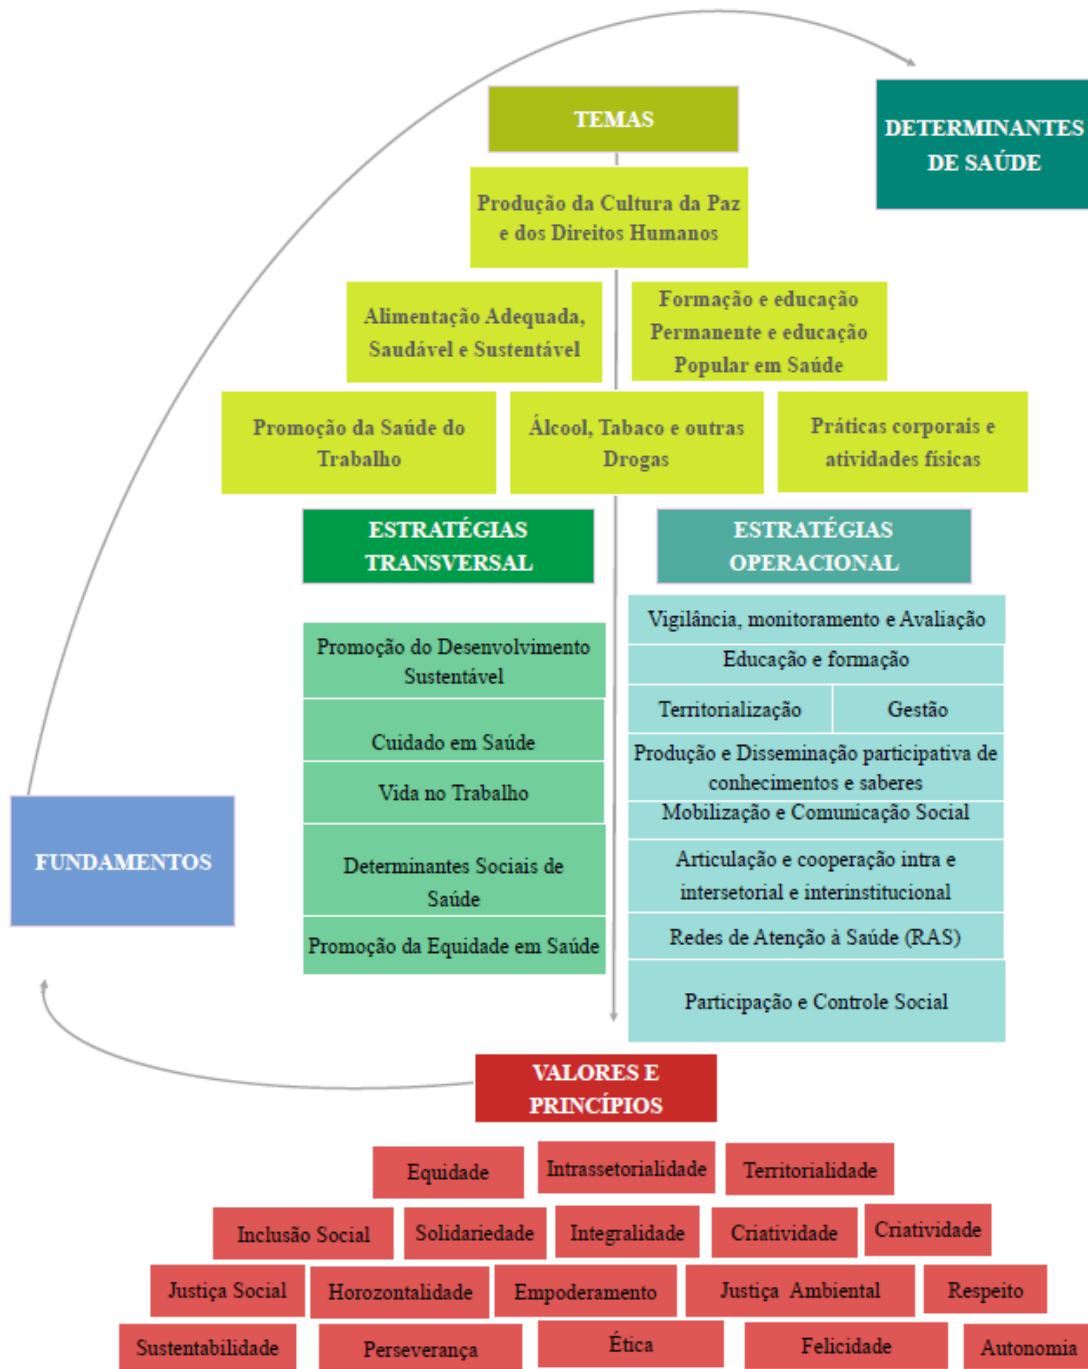 TEMAS
DETERMINANTES
DE SAÚDE
Produção da Cultura da Paz
e dos Direitos Humanos
Alimentação Adequada,
Saudável e Sustentável
Formação e educação
Permanente e educação
Popular em Saúde
Promoção da Saúde do
Trabalho
Álcool, Tabaco e outras
Drogas
Práticas corporais e
atividades físicas
ESTRATÉGIAS
TRANSVERSAL
ESTRATÉGIAS
OPERACIONAL
Promoção do Desenvolvimento
Sustentável
Cuidado em Saúde
Vida no Trabalho
Determinantes Sociais de
Saúde
Promoção da Equidade em Saúde
Vigilância, monitoramento e Avaliação
Educação e formação
Territorialização
Gestão
Produção e Disseminação participativa de
conhecimentos e saberes
Mobilização e Comunicação Social
Articulação e cooperação intra e
intersetorial e interinstitucional
Redes de Atenção à Saúde (RAS)
Participação e Controle Social
FUNDAMENTOS
VALORES E
PRINCÍPIOS
Equidade
Intrassetorialidade
Territorialidade
Inclusão Social
Solidariedade
Integralidade
Criatividade
Criatividade
Justiça Social
Horozontalidade
Empoderamento
Justiça Ambiental
Respeito
Sustentabilidade
Perseverança
Ética
Felicidade
Autonomia